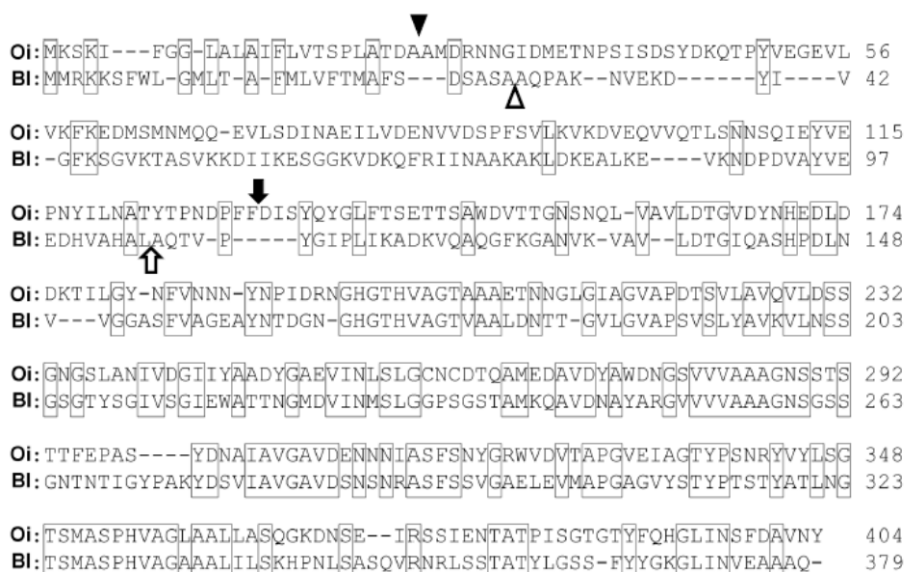 Oi: MKSKI---FGG-LALAIFLVTSPLATDAAMDRNNGIDMETNPSISDSYDKQTPYVEGEVL 56
Bl: MMRKKSFWL-GMLT-A-FMLVFTMAFS---DSASAAQPAK--NVEKD-----YI----V 42
Oi: VKFKEDMSMNMQQ-EVLSDINAEILVDENVVDSPFSVLKVKDVEQVVQTLSNNSQIEYVE 115
Bl: -GFKSGVKTASVKKDIIKESGGKVDKQFRIINAAKAKLDKEALKE----VKNDPDVAYVE 97
Oi: PNYILNATYTPNDPFFDISYQYGLFTSETTSAWDVTTGNSNQL-VAVLDTGVDYNHEDLD 174
Bl: EDHVAHALAQTV-P-----YGIPLIKADKVQAQGFKGANVK-VAV--LDTGIQASHPDLN 148
Oi: DKTILGY-NFVNNN-YNPIDRNGHGTHVAGTAAAETNNGLGIAGVAPDTSVLAVQVLDSS 232
Bl: V---VGGASFVAGEAYNTDGN-GHGTHVAGTVAALDNTT-GVLGVAPSVSLYAVKVLNSS 203
Oi: GNGSLANIVDGIIYAADYGAEVINLSLGCNCDTQAMEDAVDYAWDNGSVVVAAAGNSSTS 292
Bl: GSGTYSGIVSGIEWATTNGMDVINMSLGGPSGSTAMKQAVDNAYARGVVVVAAAGNSGSS 263
Oi: TTFEPAS----YDNAIAVGAVDENNNIASFSNYGRWVDVTAPGVEIAGTYPSNRYVYLSG 348
Bl: GNTNTIGYPAKYDSVIAVGAVDSNSNRASFSSVGAELEVMAPGAGVYSTYPTSTYATLNG 323
Oi: TSMASPHVAGLAALLASQGKDNSE--IRSSIENTATPISGTGTYFQHGLINSFDAVNY 404
Bl: TSMASPHVAGAAALILSKHPNLSASQVRNRLSSTATYLGSS-FYYGKGLINVEAAAQ- 379